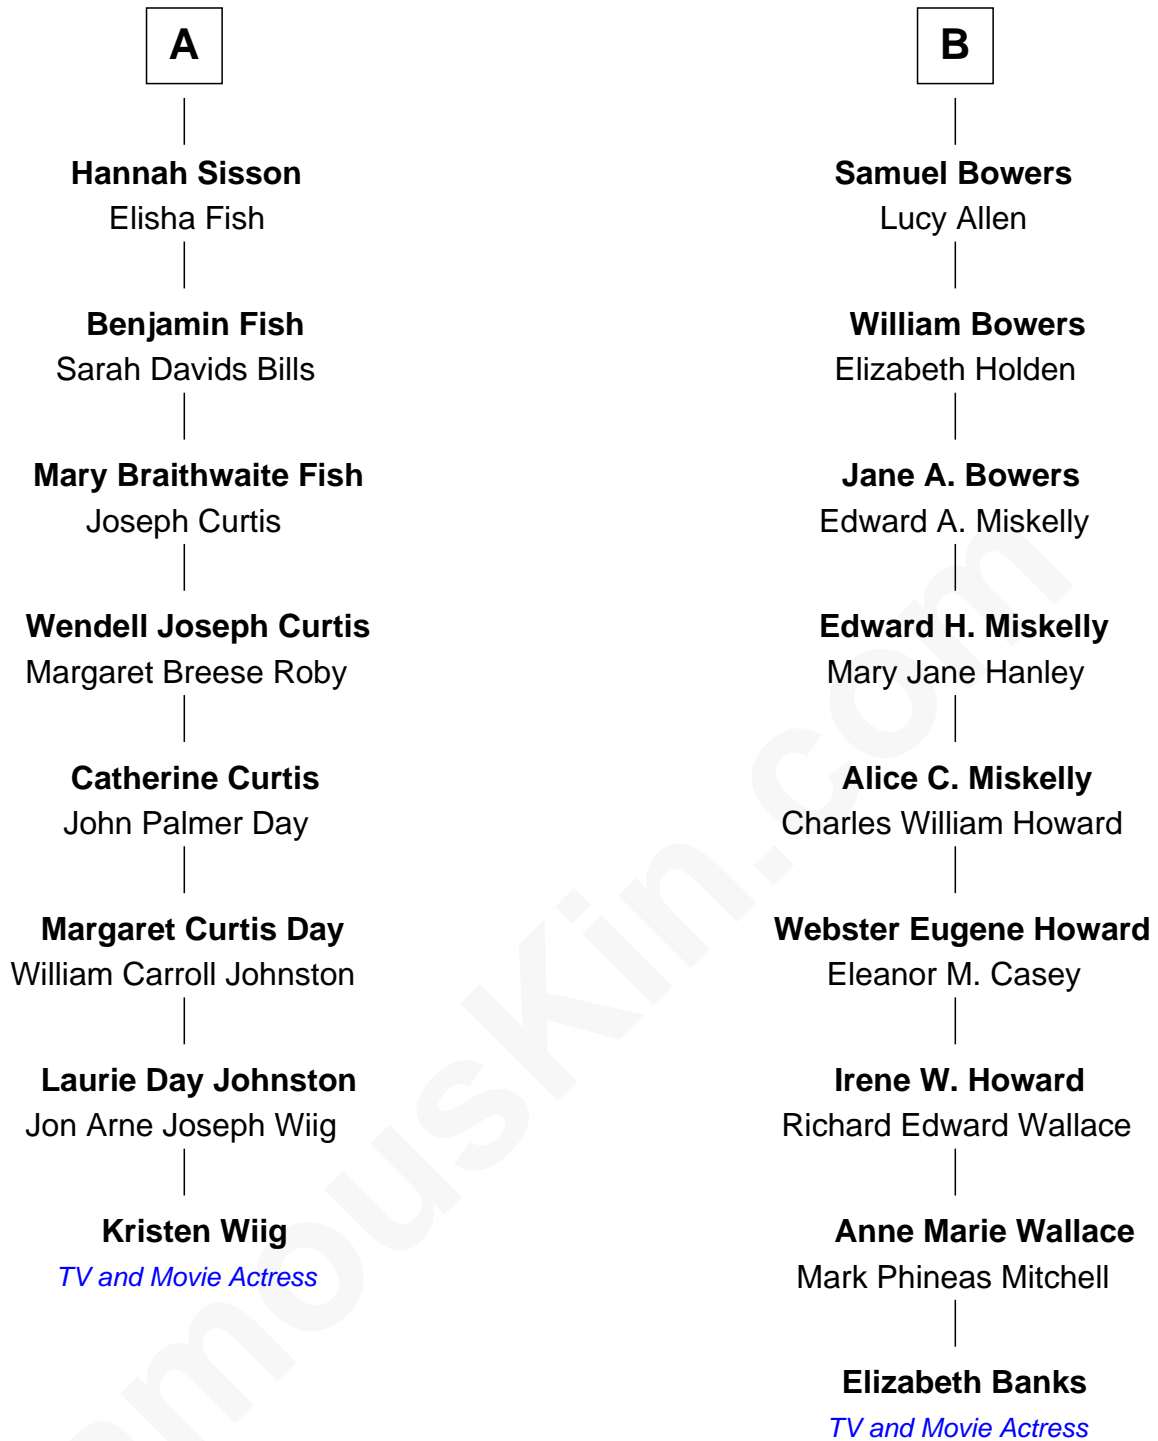 A
Hannah Sisson
Elisha Fish
Benjamin Fish
Sarah Davids Bills
Mary Braithwaite Fish
Joseph Curtis
Wendell Joseph Curtis
Margaret Breese Roby
Catherine Curtis
John Palmer Day
Margaret Curtis Day
William Carroll Johnston
Laurie Day Johnston
Jon Arne Joseph Wiig
Kristen Wiig
TV and Movie Actress
B
Samuel Bowers
Lucy Allen
William Bowers
Elizabeth Holden
Jane A. Bowers
Edward A. Miskelly
Edward H. Miskelly
Mary Jane Hanley
Alice C. Miskelly
Charles William Howard
Webster Eugene Howard
Eleanor M. Casey
Irene W. Howard
Richard Edward Wallace
Anne Marie Wallace
Mark Phineas Mitchell
Elizabeth Banks
TV and Movie Actress
amousKin.com